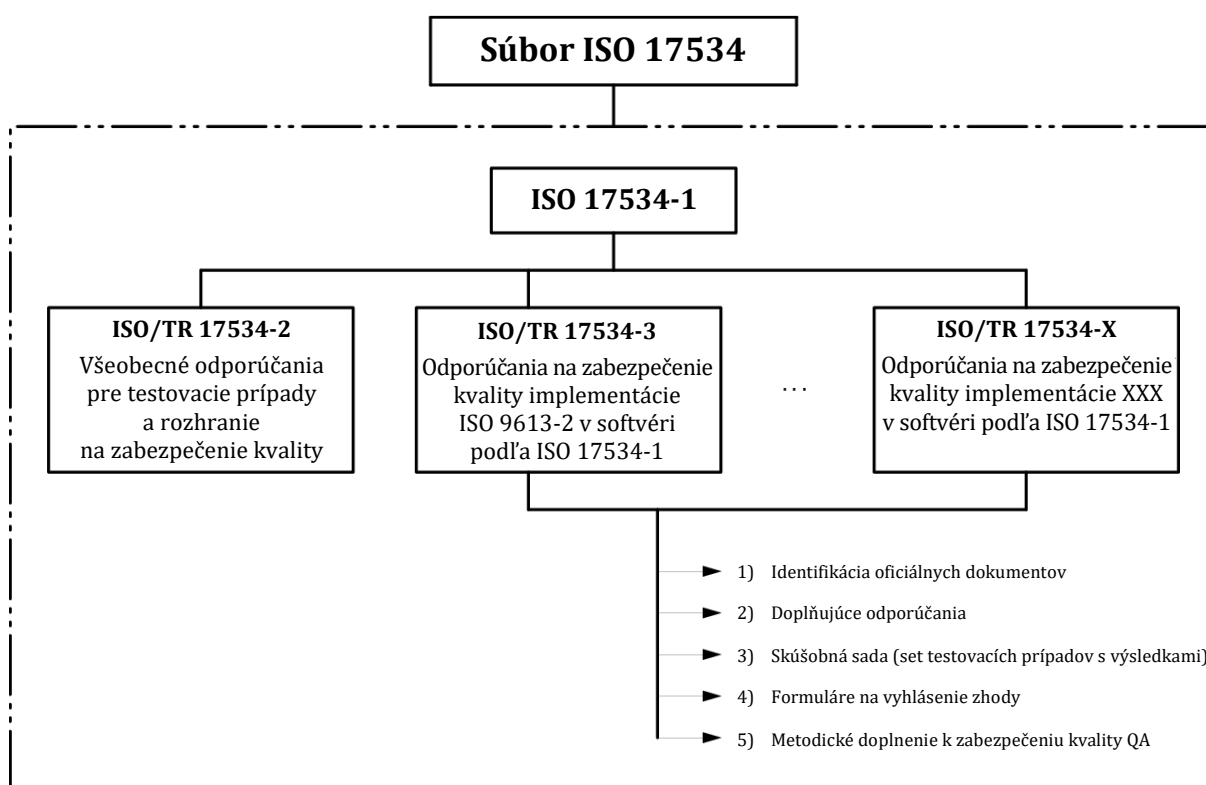 Súbor ISO 17534
ISO 17534-1
ISO/TR 17534-2
Všeobecné odporúčania
pre testovacie prípady
a rozhranie
na zabezpečenie kvality
ISO/TR 17534-3
Odporúčania na zabezpečenie
kvality implementácie
ISO 9613-2 v softvéri
podľa ISO 17534-1
...
ISO/TR 17534-X
Odporúčania na zabezpečenie
kvality implementácie XXX
v softvéri podľa ISO 17534-1
1) Identifikácia oficiálnych dokumentov
2) Doplňujúce odporúčania
3) Skúšobná sada (set testovacích prípadov s výsledkami)
4) Formuláre na vyhlásenie zhody
5) Metodické doplnenie k zabezpečeniu kvality QA